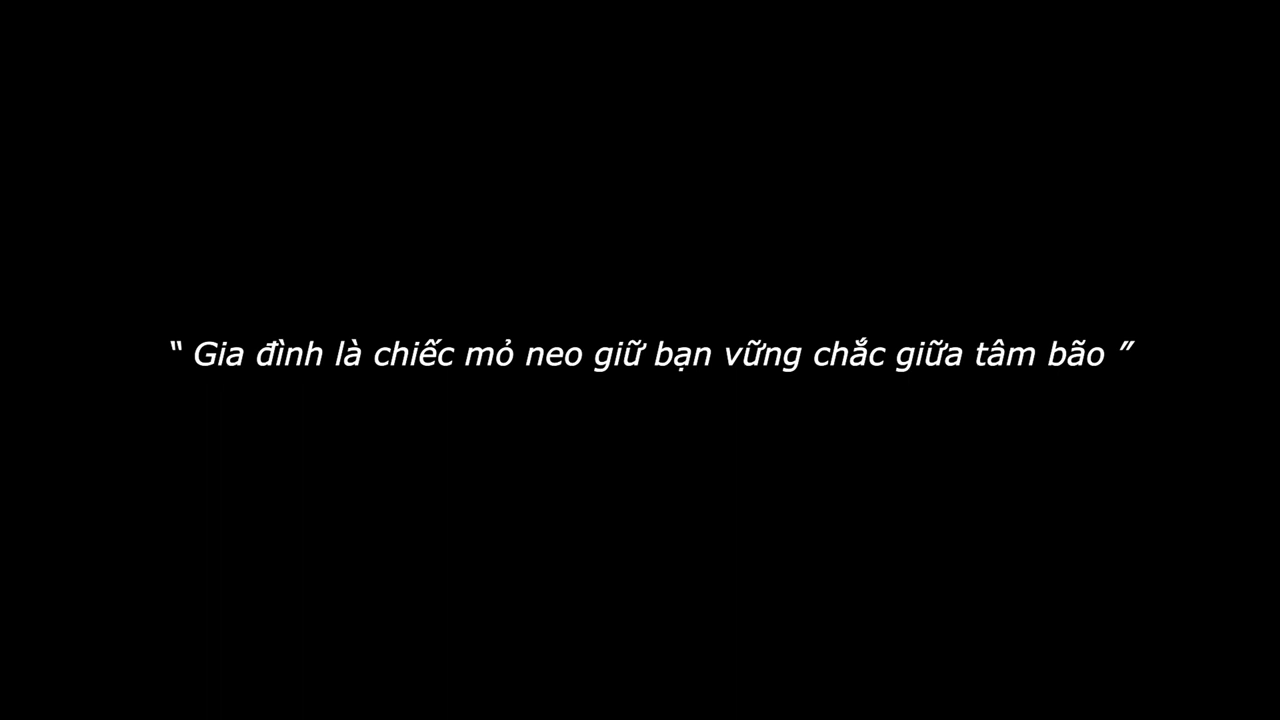 “ Gia đình là chiếc mỏ neo giữ bạn vững chắc giữa tâm bão ”